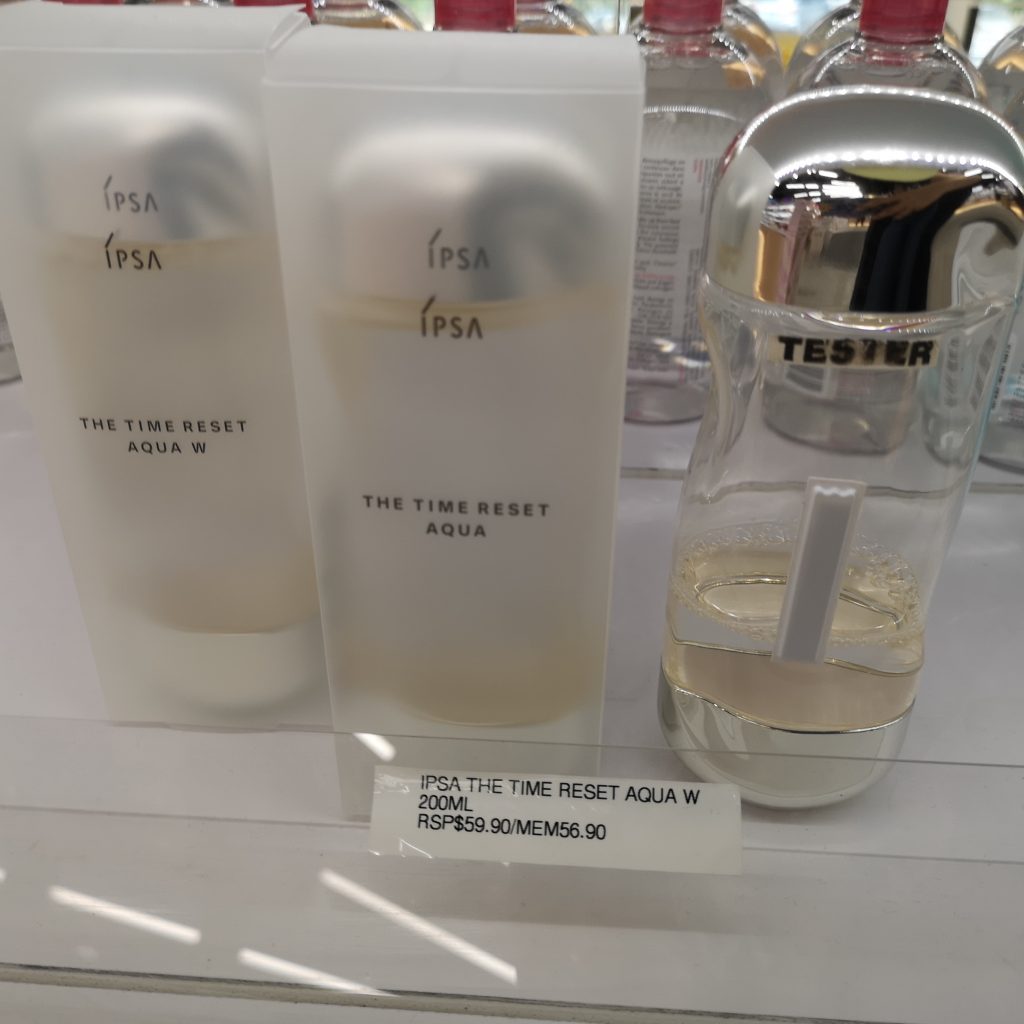 ÍPSA
ÍPSA
THE TIME RESET
AQUA W
ÍPSA
ÍPSA
THE TIME RESET
AQUA
TESTER
IPSA THE TIME RESET AQUA W
200ML
RSP$59.90/MEM56.90